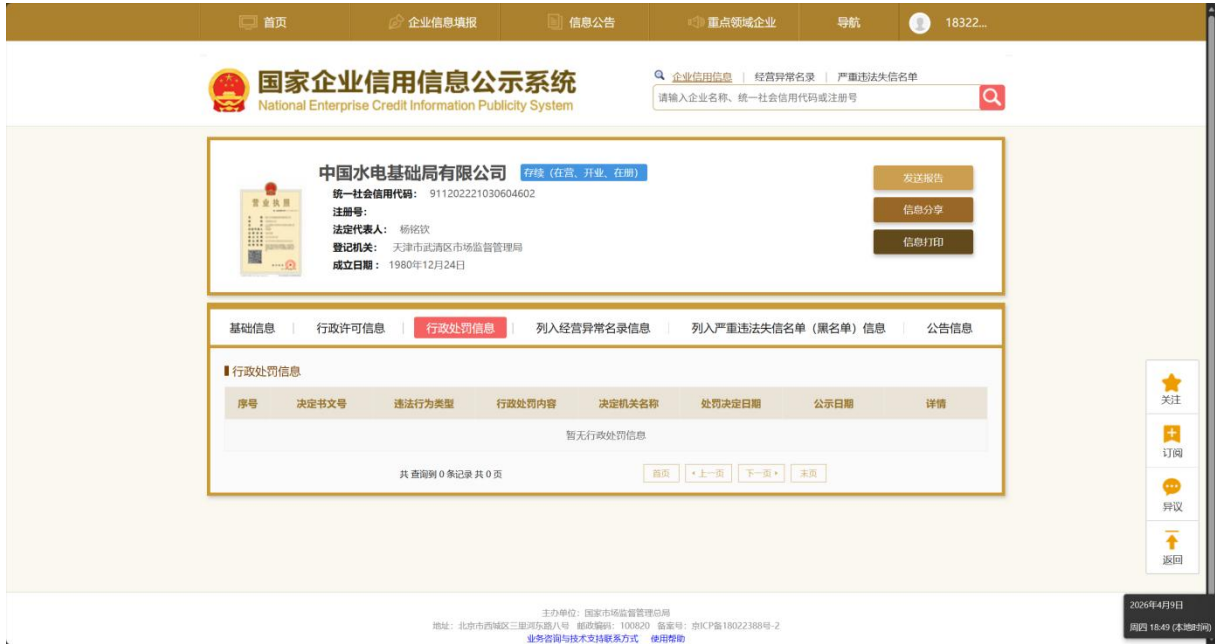 首页 企业信息填报 信息公告 重点领域企业 导航 18322...
国家企业信用信息公示系统
National Enterprise Credit Information Publicity System
企业信用信息 | 经营异常名录 | 严重违法失信名单
请输入企业名称、统一社会信用代码或注册号
中国水电基础局有限公司 存续（在营、开业、在册）
统一社会信用代码： 911202221030604602
注册号：
法定代表人： 杨铭钦
登记机关： 天津市武清区市场监督管理局
成立日期： 1980年12月24日
发送报告
信息分享
信息打印
营业执照
基础信息 | 行政许可信息 | 行政处罚信息 | 列入经营异常名录信息 | 列入严重违法失信名单（黑名单）信息 | 公告信息
行政处罚信息
序号 决定书文号 违法行为类型 行政处罚内容 决定机关名称 处罚决定日期 公示日期 详情
暂无行政处罚信息
共 查询到 0 条记录 共 0 页 首页 上一页 下一页 末页
关注
订阅
异议
返回
主办单位：国家市场监督管理总局
地址：北京市西城区三里河东路八号 邮政编码：100820 备案号：京ICP备18022388号-2
业务咨询与技术支持联系方式 使用帮助
2026年4月9日
周四 18:49 (本地时间)